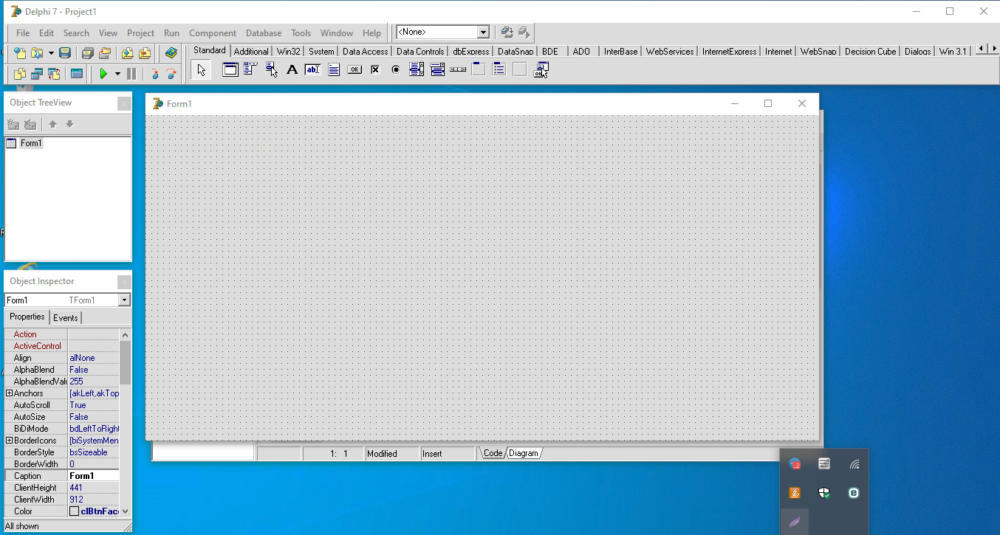 Delphi 7 - Project1
File Edit Search View Project Run Component Database Tools Window Help <None>
Standard Additional Win32 System Data Access Data Controls dbExpress DataSnap BDE ADO InterBase WebServices InternetExpress Internet WebSnap Decision Cube Dialogs Win 3.1
A ab OK OK
Object TreeView
Form1
Form1
Object Inspector
Form1 TForm1
Properties Events
Action
ActiveControl
Align alNone
AlphaBlend False
AlphaBlendValu 255
Anchors [akLeft,akTop
AutoScroll True
AutoSize False
BiDiMode bdLeftToRight
BorderIcons [biSystemMen
BorderStyle bsSizeable
BorderWidth 0
Caption Form1
ClientHeight 441
ClientWidth 912
Color clBtnFace
All shown
1: 1 Modified Insert Code Diagram